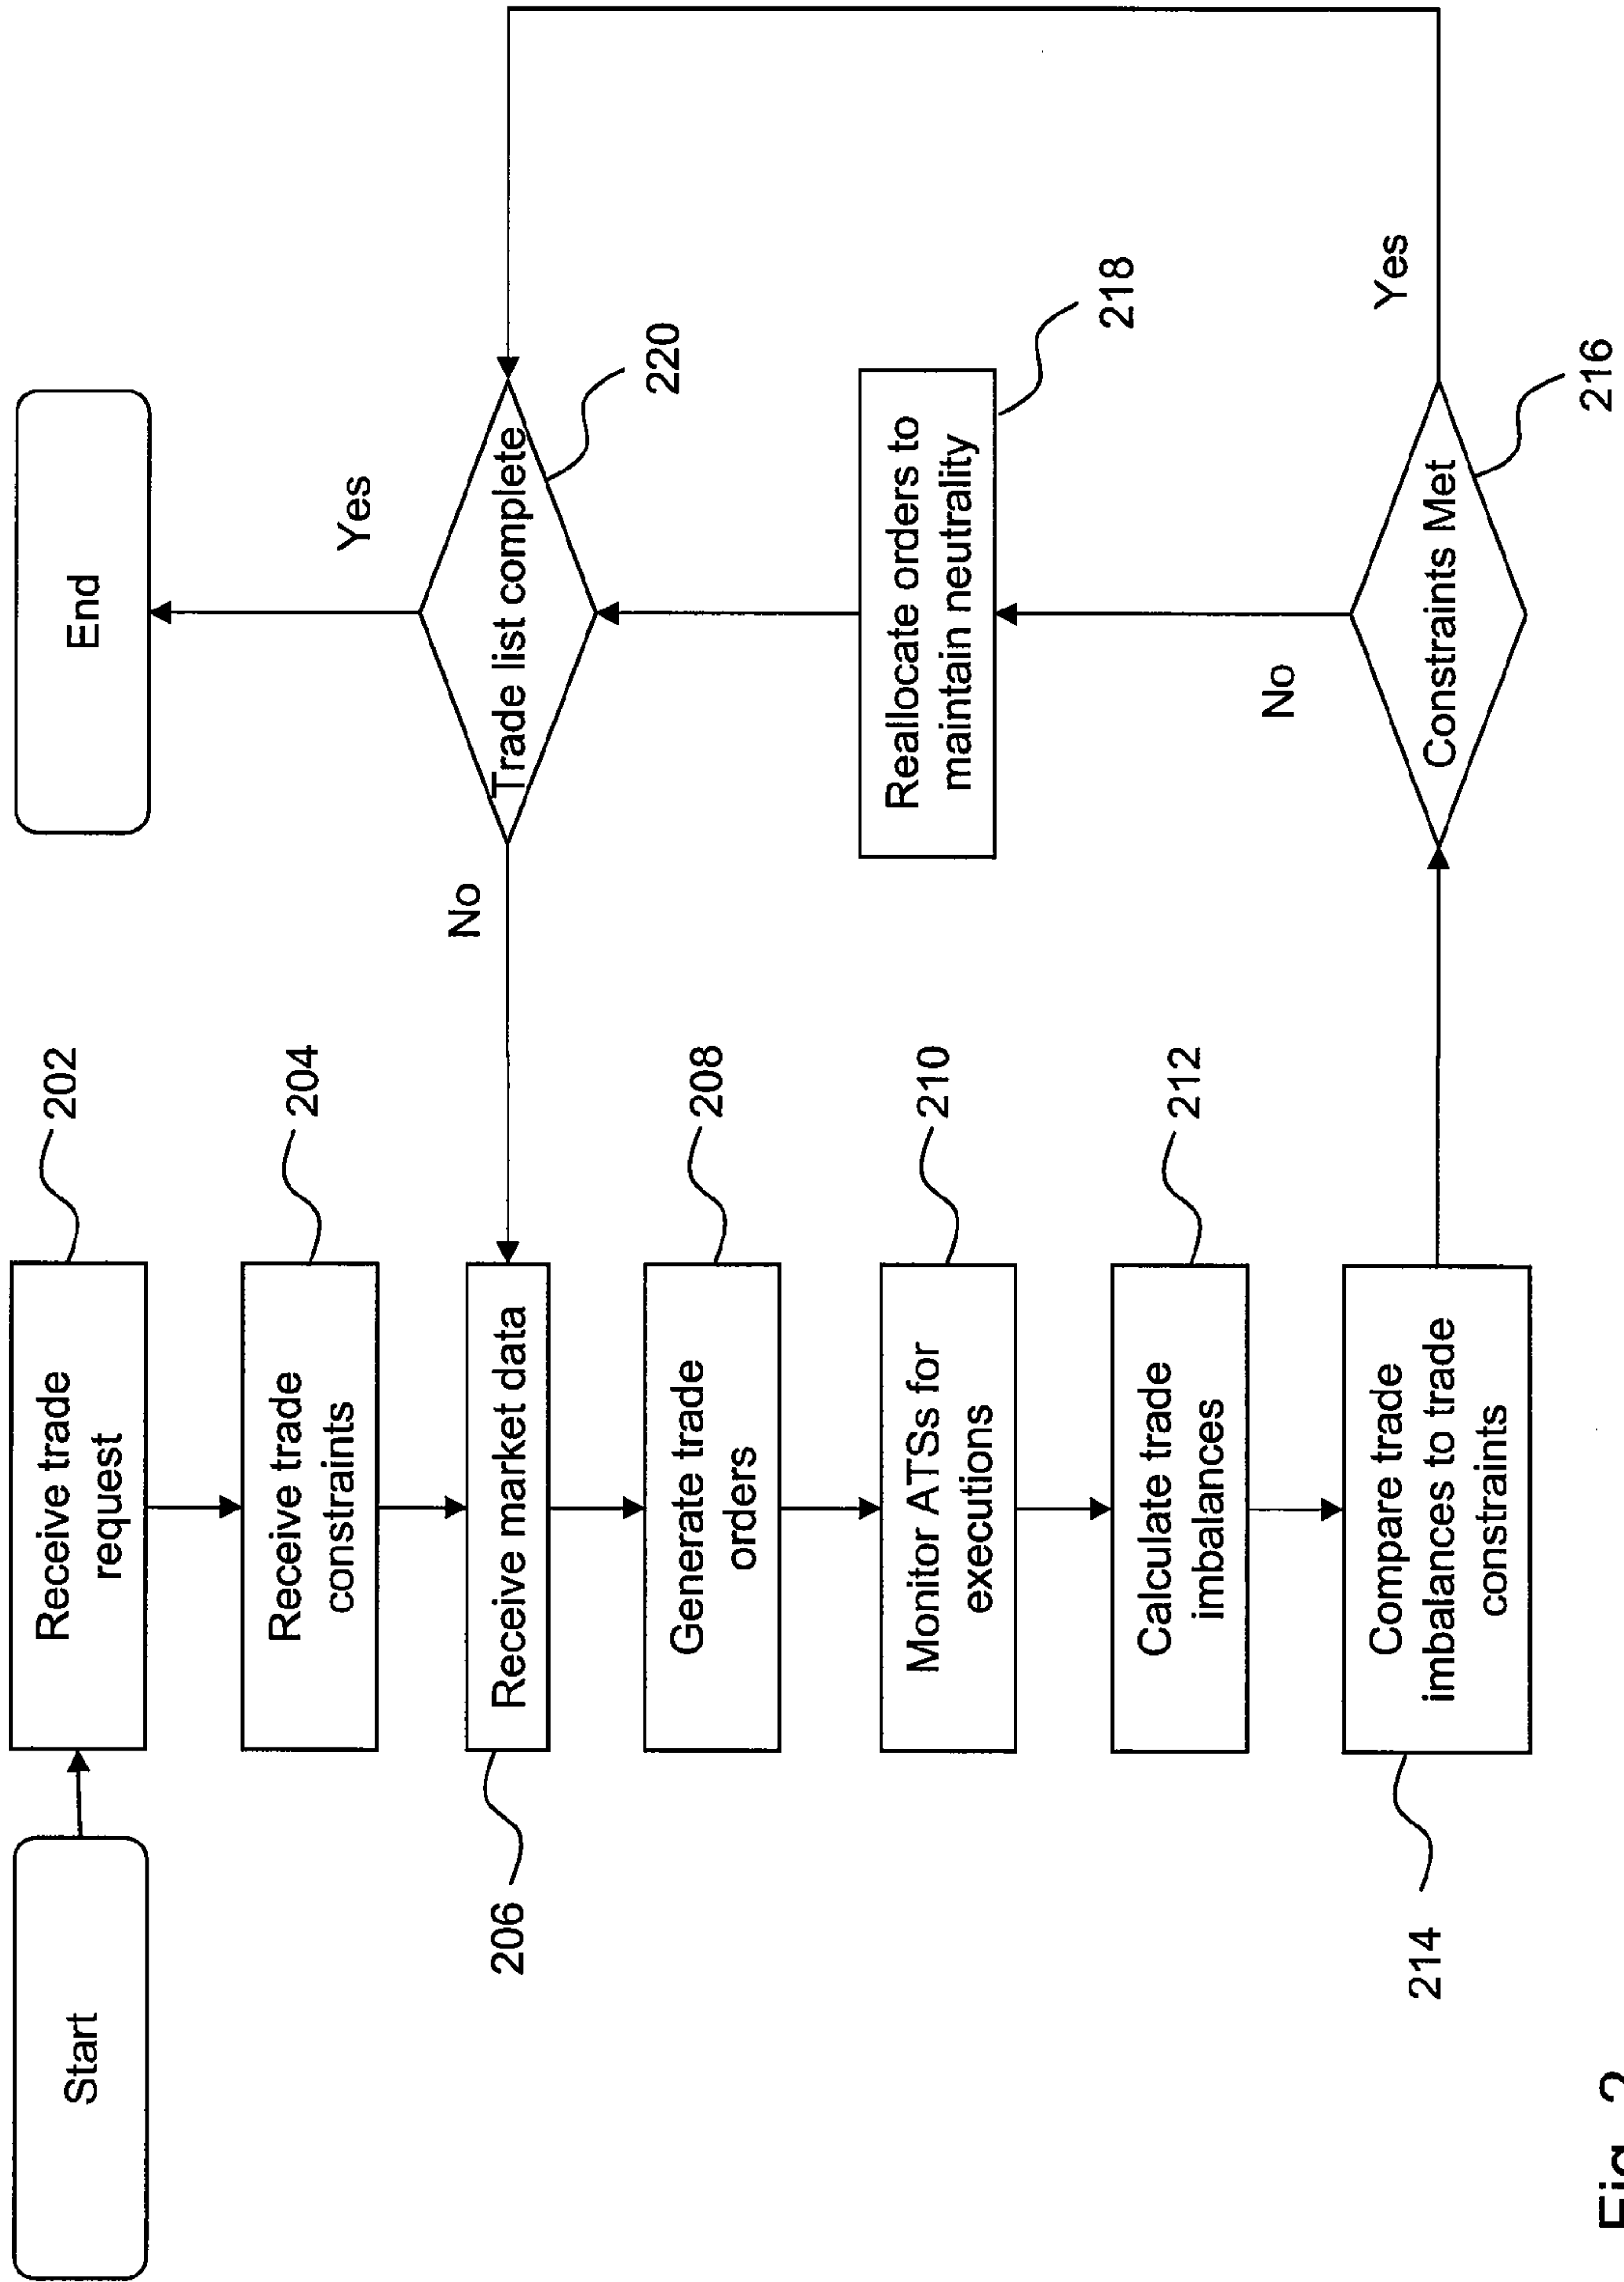 Start
Receive trade
request
202
Receive trade
constraints
204
Receive market data
206
Generate trade
orders
208
Monitor ATSs for
executions
210
Calculate trade
imbalances
212
Compare trade
imbalances to trade
constraints
214
Constraints Met
216
Yes
No
Reallocate orders to
maintain neutrality
218
Trade list complete
220
No
Yes
End
Fig. 2